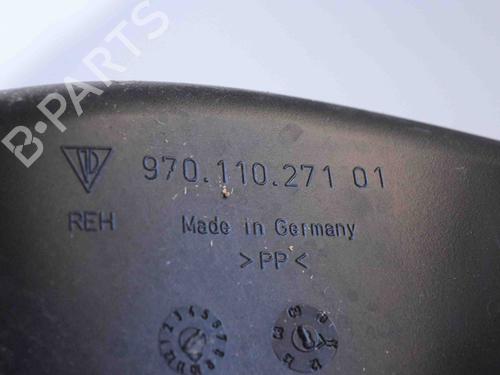 B-PARTS
970.110.271 01
REH Made in Germany
>PP<